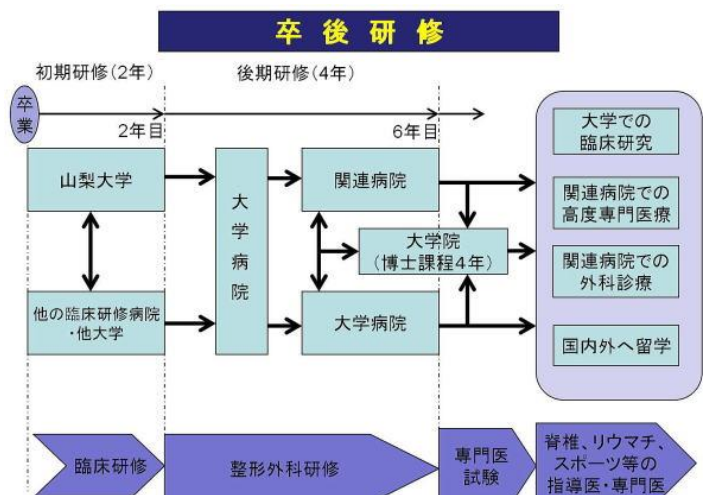 卒後研修
初期研修(2年)
後期研修(4年)
卒業
2年目
6年目
山梨大学
他の臨床研修病院
・他大学
大学病院
関連病院
大学院
(博士課程4年)
大学病院
大学での
臨床研究
関連病院での
高度専門医療
関連病院での
外科診療
国内外へ留学
臨床研修
整形外科研修
専門医
試験
脊椎、リウマチ、
スポーツ等の
指導医・専門医